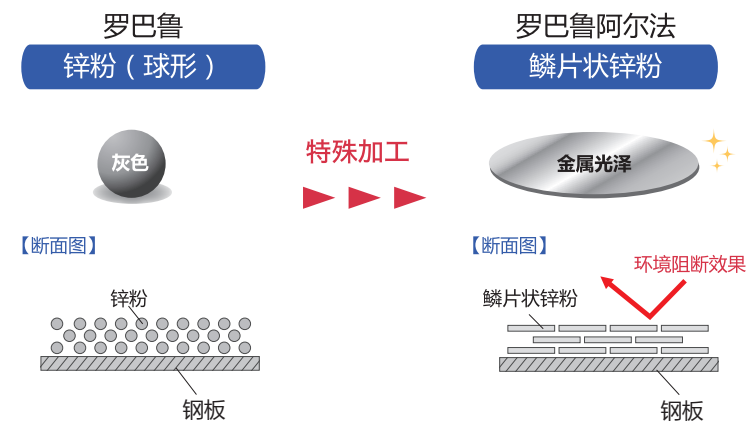 罗巴鲁
锌粉（球形）
罗巴鲁阿尔法
鳞片状锌粉
灰色
特殊加工
金属光泽
【断面图】
【断面图】
环境阻断效果
锌粉
鳞片状锌粉
钢板
钢板